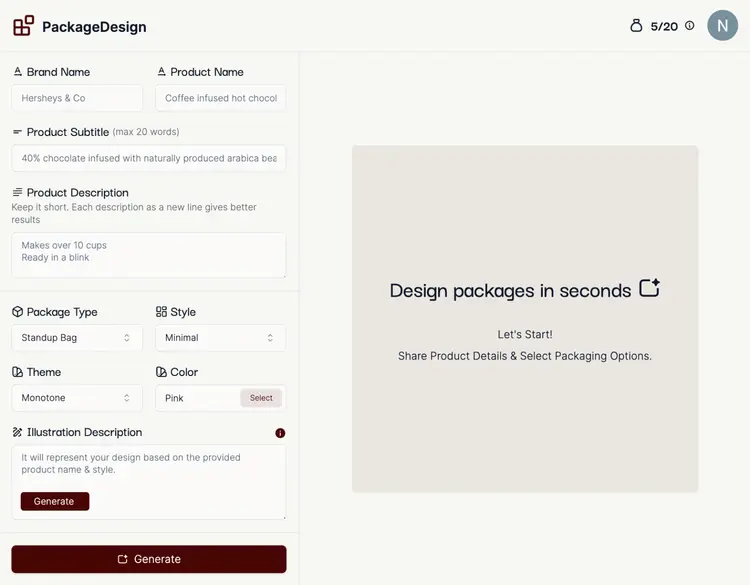 PackageDesign
5/20
N
Brand Name
Product Name
Hersheys & Co
Coffee infused hot chocol
Product Subtitle (max 20 words)
40% chocolate infused with naturally produced arabica bea
Product Description
Keep it short. Each description as a new line gives better
results
Makes over 10 cups
Ready in a blink
Package Type
Style
Standup Bag
Minimal
Theme
Color
Monotone
Pink
Select
Illustration Description
It will represent your design based on the provided
product name & style.
Generate
Generate
Design packages in seconds
Let's Start!
Share Product Details & Select Packaging Options.